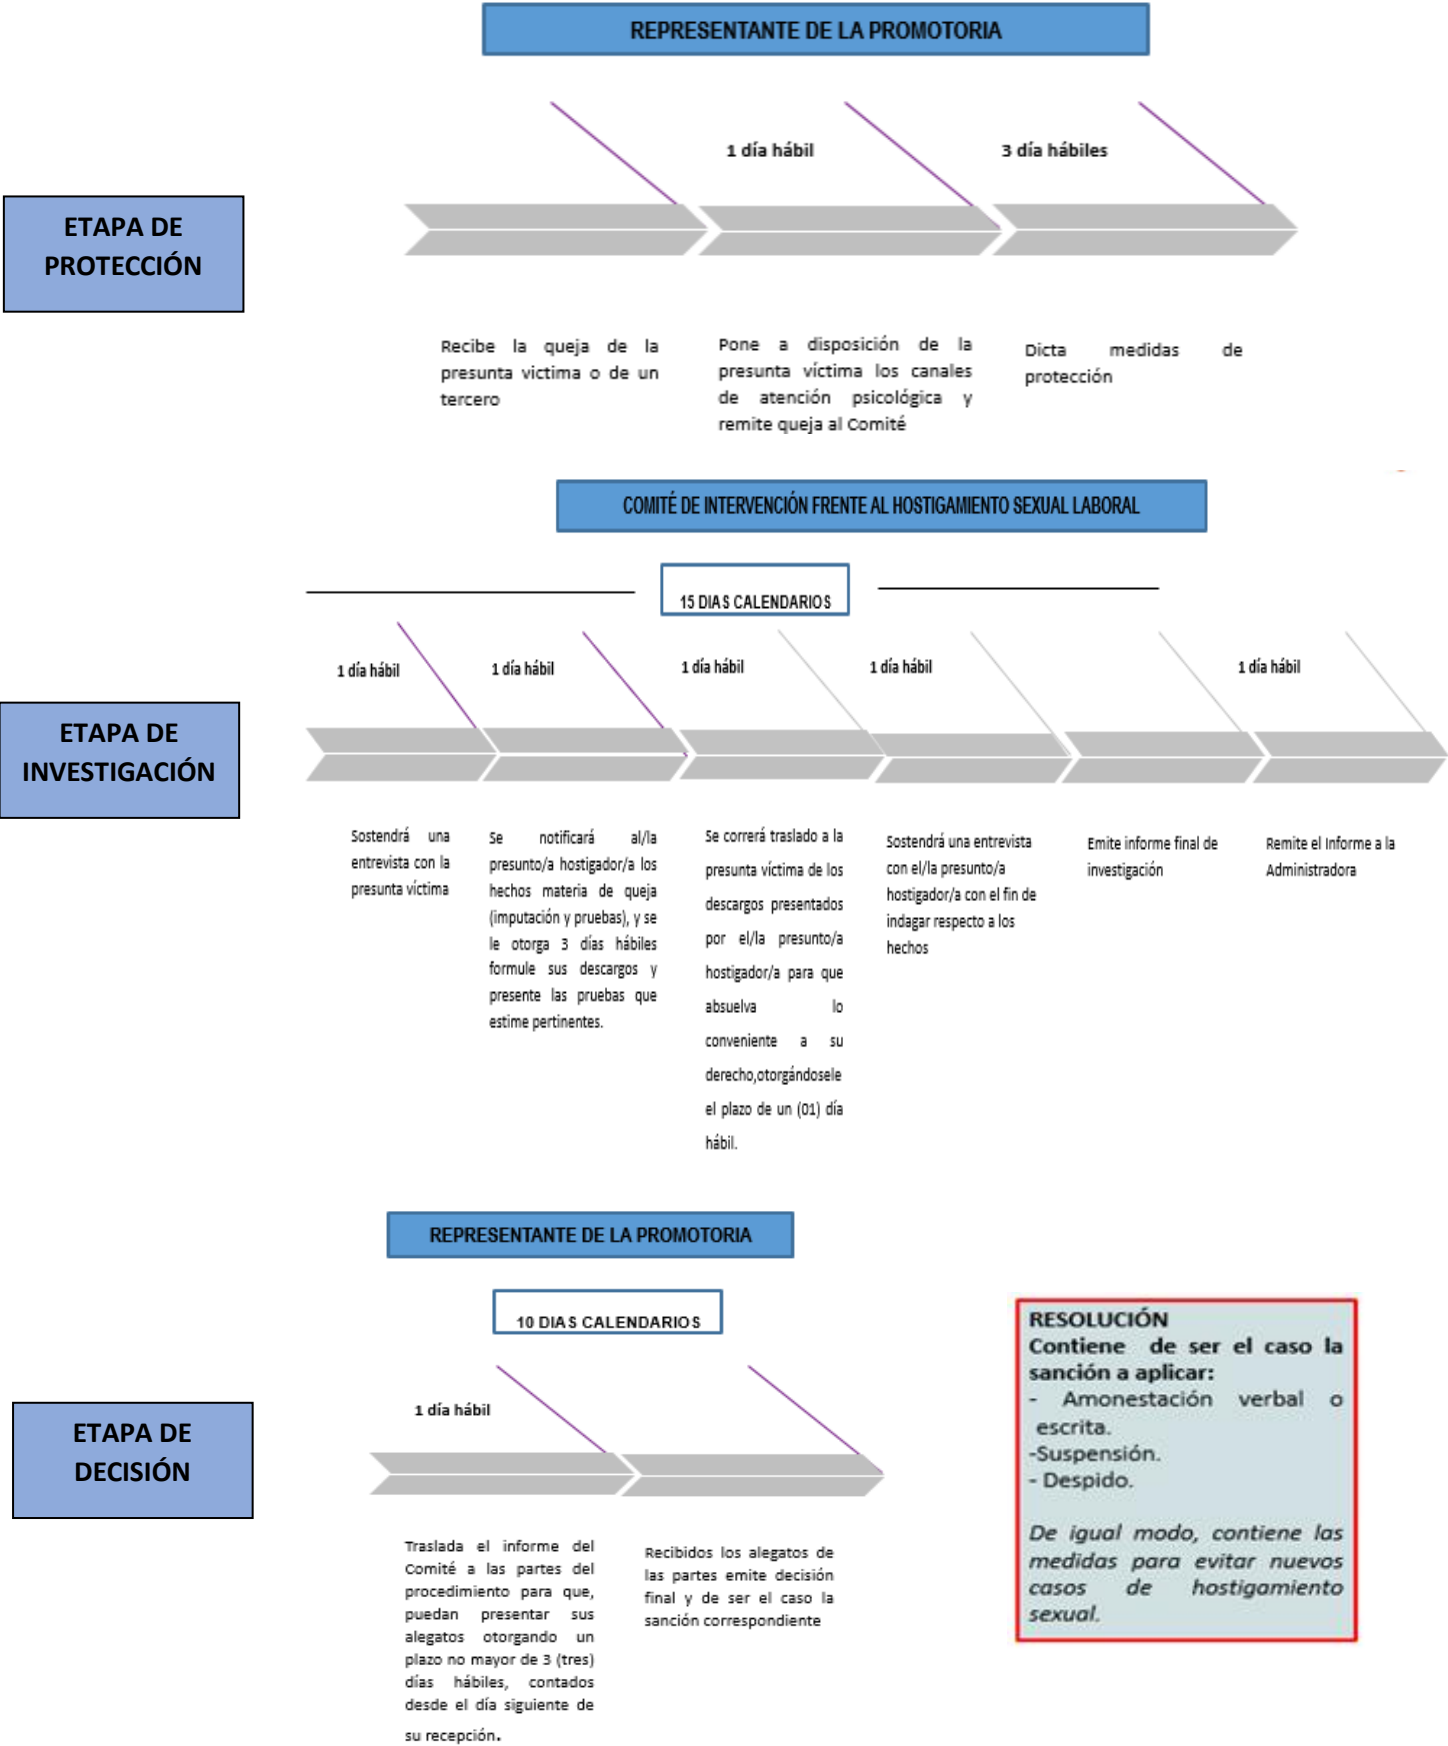 REPRESENTANTE DE LA PROMOTORIA
1 día hábil
3 día hábiles
ETAPA DE
PROTECCIÓN
Recibe la queja de la
presunta victima o de un
tercero
Pone a disposición de la
presunta víctima los canales
de atención psicológica y
remite queja al Comité
Dicta medidas de
protección
COMITÉ DE INTERVENCIÓN FRENTE AL HOSTIGAMIENTO SEXUAL LABORAL
15 DIAS CALENDARIOS
1 día hábil
1 día hábil
1 día hábil
1 día hábil
1 día hábil
ETAPA DE
INVESTIGACIÓN
Sostendrá una
entrevista con la
presunta víctima
Se notificará al/la
presunto/a hostigador/a los
hechos materia de queja
(imputación y pruebas), y se
le otorga 3 días hábiles
formule sus descargos y
presente las pruebas que
estime pertinentes.
Se correrá traslado a la
presunta víctima de los
descargos presentados
por el/la presunto/a
hostigador/a para que
absuelva lo
conveniente a su
derecho,otorgándosele
el plazo de un (01) día
hábil.
Sostendrá una entrevista
con el/la presunto/a
hostigador/a con el fin de
indagar respecto a los
hechos
Emite informe final de
investigación
Remite el Informe a la
Administradora
REPRESENTANTE DE LA PROMOTORIA
10 DIAS CALENDARIOS
1 día hábil
ETAPA DE
DECISIÓN
Traslada el informe del
Comité a las partes del
procedimiento para que,
puedan presentar sus
alegatos otorgando un
plazo no mayor de 3 (tres)
días hábiles, contados
desde el día siguiente de
su recepción.
Recibidos los alegatos de
las partes emite decisión
final y de ser el caso la
sanción correspondiente
RESOLUCIÓN
Contiene de ser el caso la
sanción a aplicar:
- Amonestación verbal o
escrita.
-Suspensión.
- Despido.
De igual modo, contiene las
medidas para evitar nuevos
casos de hostigamiento
sexual.